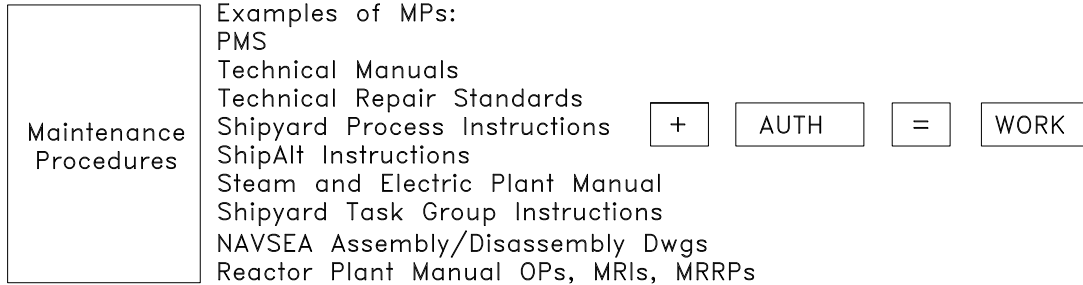 Maintenance
Procedures
Examples of MPs:
PMS
Technical Manuals
Technical Repair Standards
Shipyard Process Instructions
ShipAlt Instructions
Steam and Electric Plant Manual
Shipyard Task Group Instructions
NAVSEA Assembly/Disassembly Dwgs
Reactor Plant Manual OPs, MRIs, MRRPs
+
AUTH
=
WORK